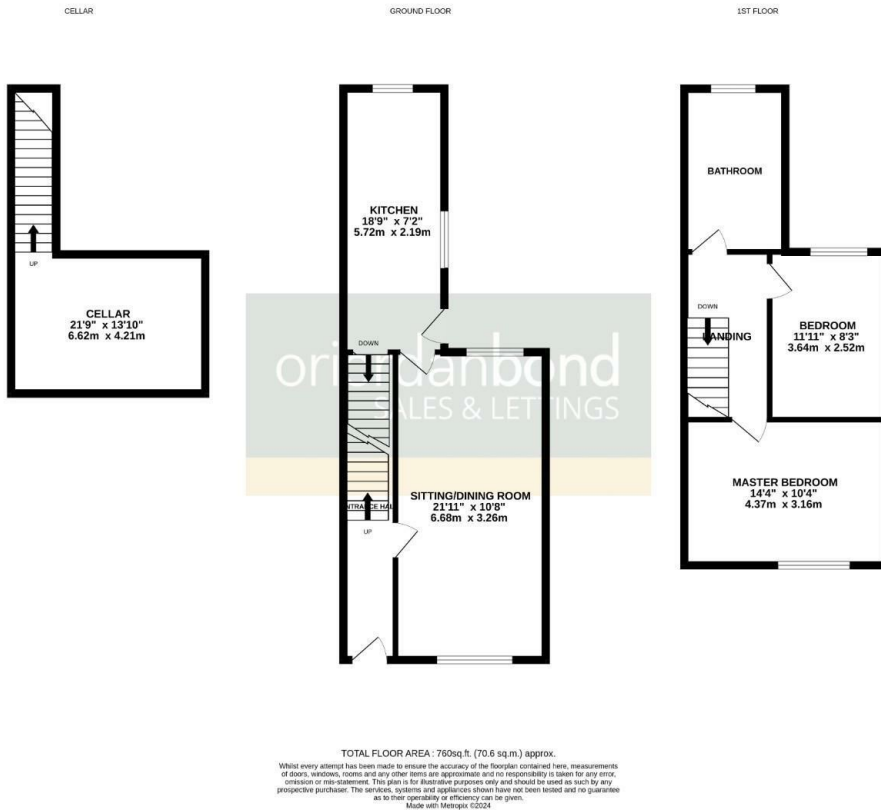 CELLAR
GROUND FLOOR
1ST FLOOR
UP
CELLAR
21'9" x 13'10"
6.62m x 4.21m
KITCHEN
18'9" x 7'2"
5.72m x 2.19m
DOWN
oriordanbond
SALES & LETTINGS
SITTING/DINING ROOM
21'11" x 10'8"
6.68m x 3.26m
NTRANCE HAL
UP
BATHROOM
DOWN
LANDING
BEDROOM
11'11" x 8'3"
3.64m x 2.52m
MASTER BEDROOM
14'4" x 10'4"
4.37m x 3.16m
TOTAL FLOOR AREA : 760sq.ft. (70.6 sq.m.) approx.
Whilst every attempt has been made to ensure the accuracy of the floorplan contained here, measurements
of doors, windows, rooms and any other items are approximate and no responsibility is taken for any error,
omission or mis-statement. This plan is for illustrative purposes only and should be used as such by any
prospective purchaser. The services, systems and appliances shown have not been tested and no guarantee
as to their operability or efficiency can be given.
Made with Metropix ©2024